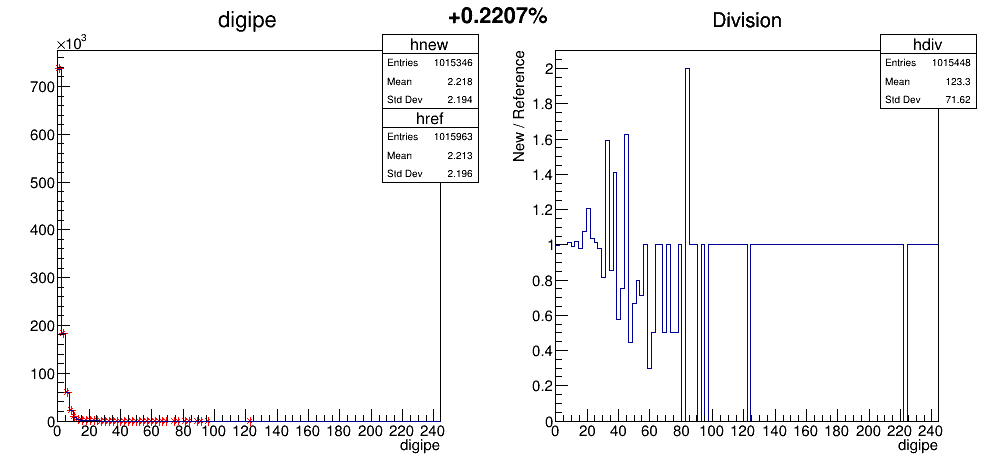 +0.2207%
digipe
×10³
hnew
Entries 1015346
Mean 2.218
Std Dev 2.194
href
Entries 1015963
Mean 2.213
Std Dev 2.196
700
600
500
400
300
200
100
0
0 20 40 60 80 100 120 140 160 180 200 220 240
digipe
Division
hdiv
Entries 1015448
Mean 123.3
Std Dev 71.62
New / Reference
2
1.8
1.6
1.4
1.2
1
0.8
0.6
0.4
0.2
0
0 20 40 60 80 100 120 140 160 180 200 220 240
digipe